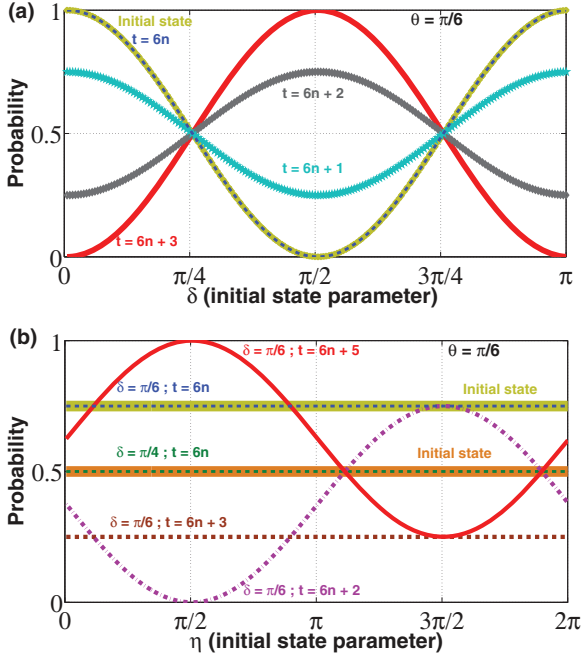 (a)
Initial state
θ = π/6
t = 6n
t = 6n + 2
t = 6n + 1
t = 6n + 3
Probability
1
0.5
0
0
π/4
π/2
3π/4
π
δ (initial state parameter)
(b)
δ = π/6 ; t = 6n + 5
θ = π/6
δ = π/6 ; t = 6n
Initial state
δ = π/4 ; t = 6n
Initial state
δ = π/6 ; t = 6n + 3
δ = π/6 ; t = 6n + 2
Probability
1
0.5
0
0
π/2
π
3π/2
2π
η (initial state parameter)